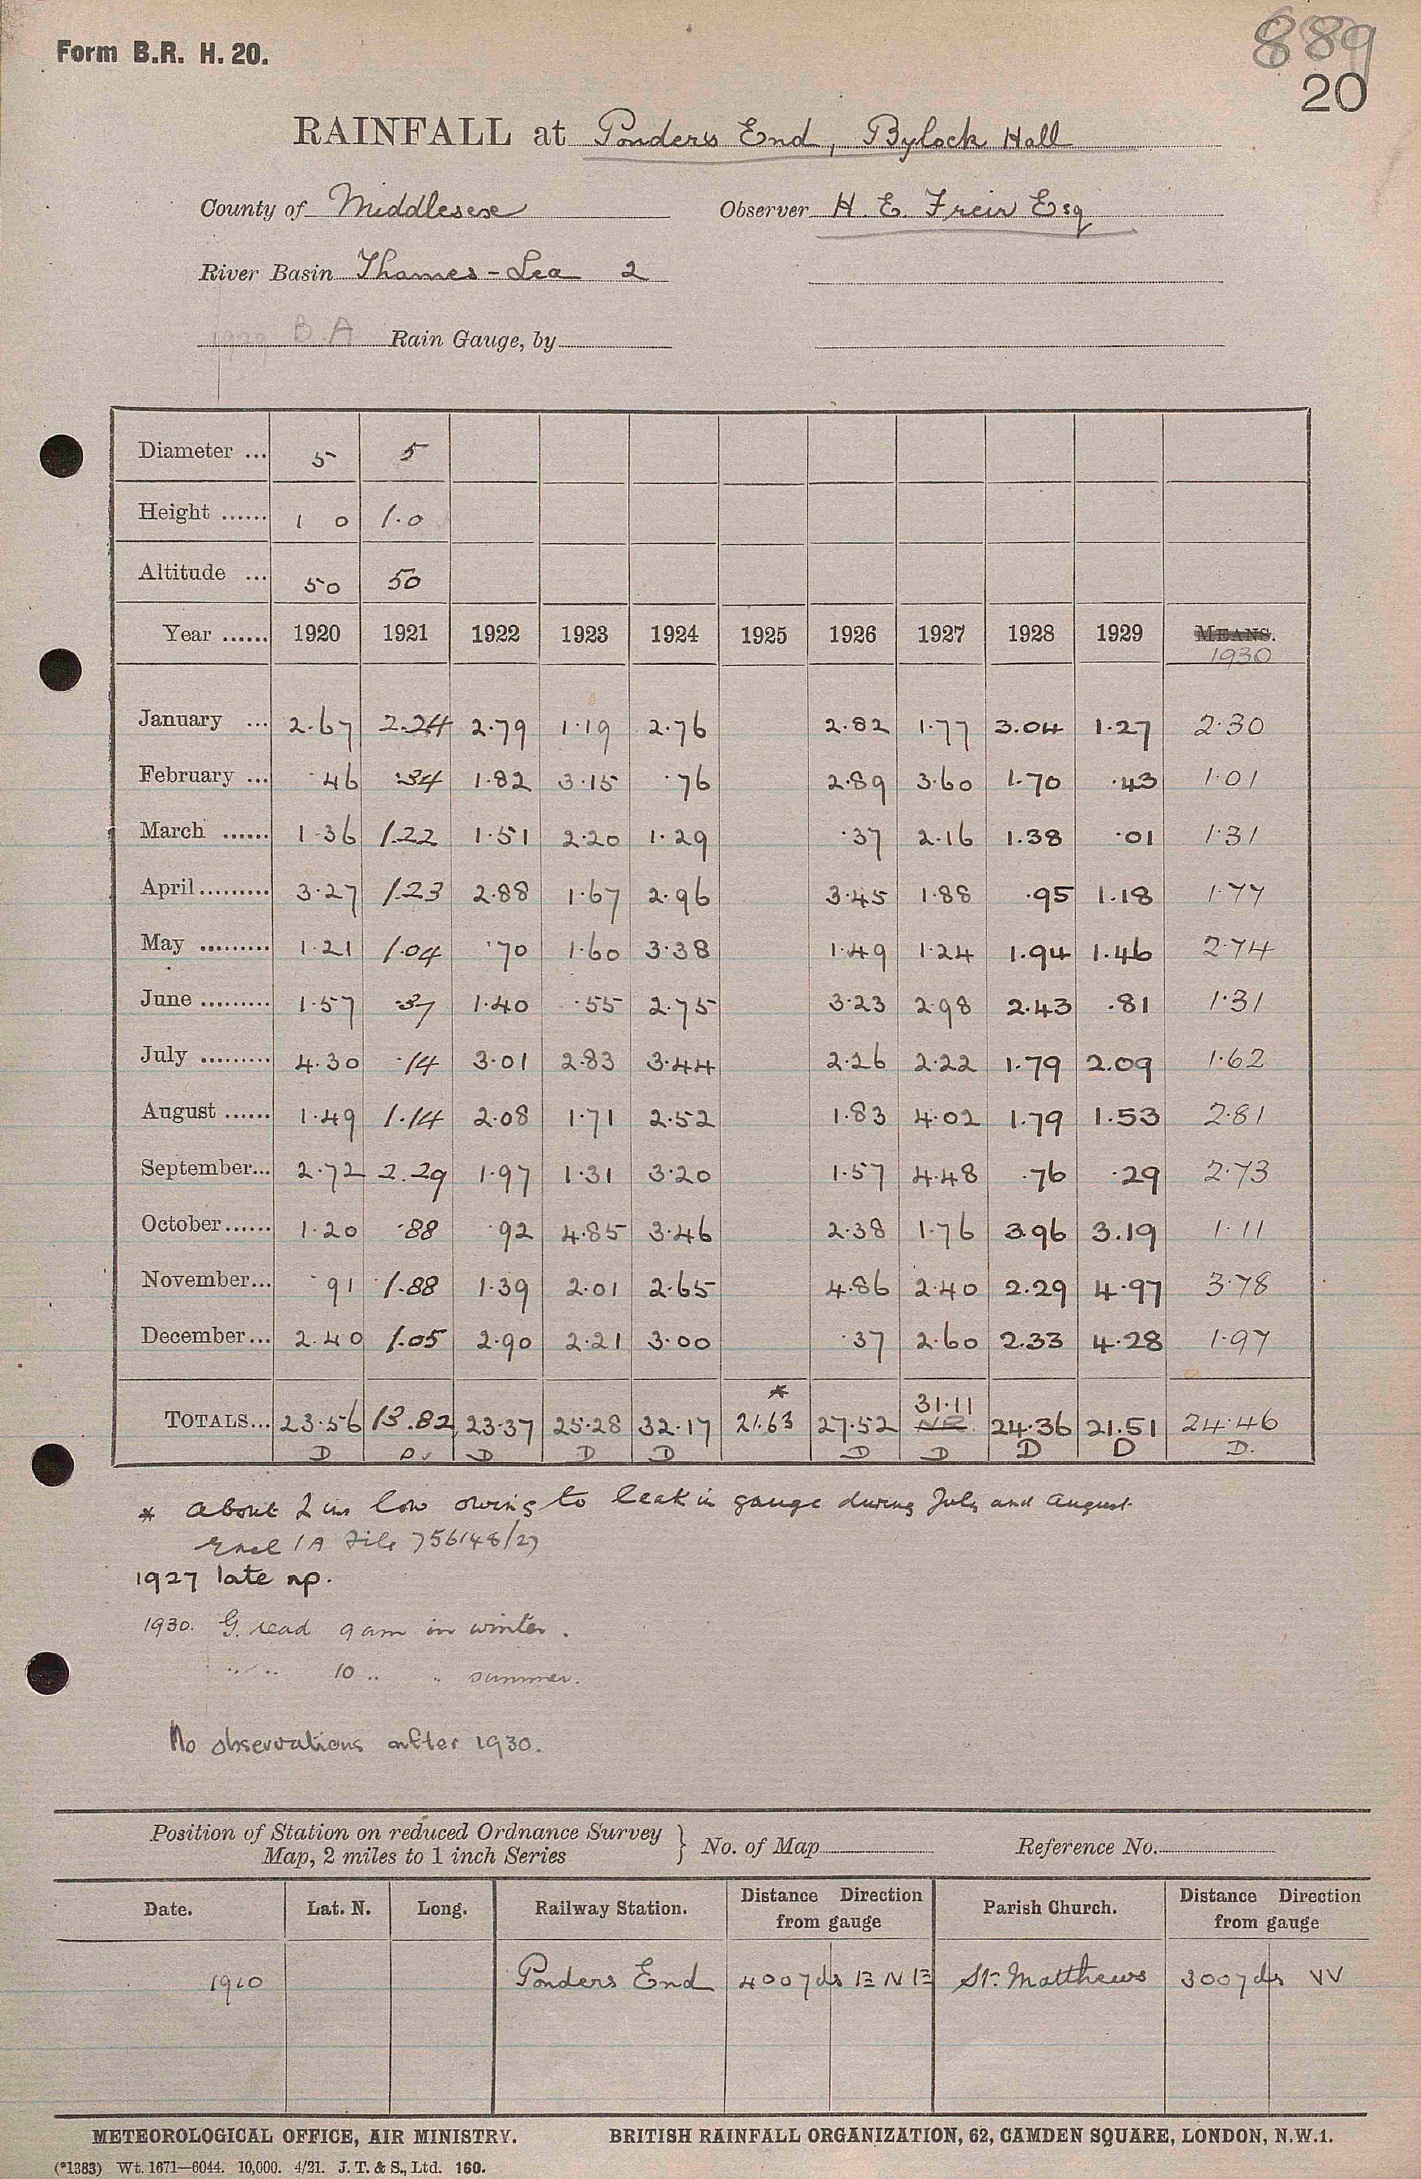 Form B.R. H. 20.
889
20
RAINFALL at Ponders End, Bylock Hall
County of Middlesex Observer H. E. Freir Esq
River Basin Thames-Lea 2
1929 B.A Rain Gauge, by
Diameter ... 5 5
Height ...... 1 0 1.0
Altitude ... 50 50
Year ...... 1920 1921 1922 1923 1924 1925 1926 1927 1928 1929 MEANS. 1930
January ... 2.67 2.24 2.79 1.19 2.76 2.82 1.77 3.04 1.27 2.30
February ... .46 .34 1.82 3.15 .76 2.89 3.60 1.70 .43 1.01
March ...... 1.36 1.22 1.51 2.20 1.29 .37 2.16 1.38 .01 1.31
April......... 3.27 1.23 2.88 1.67 2.96 3.45 1.88 .95 1.18 1.77
May ......... 1.21 1.04 .70 1.60 3.38 1.49 1.24 1.94 1.46 2.74
June ......... 1.57 .37 1.40 .55 2.75 3.23 2.98 2.43 .81 1.31
July ......... 4.30 .14 3.01 2.83 3.44 2.26 2.22 1.79 2.09 1.62
August ...... 1.49 1.14 2.08 1.71 2.52 1.83 4.02 1.79 1.53 2.81
September... 2.72 2.29 1.97 1.31 3.20 1.57 4.48 .76 .29 2.73
October...... 1.20 .88 .92 4.85 3.46 2.38 1.76 3.96 3.19 1.11
November... .91 1.88 1.39 2.01 2.65 4.86 2.40 2.29 4.97 3.78
December... 2.40 1.05 2.90 2.21 3.00 .37 2.60 2.33 4.28 1.97
* 31.11
TOTALS... 23.56 13.82 23.37 25.28 32.17 21.63 27.52 NR 24.36 21.51 24.46
D D. D D D D D D D D.
* About 2 ins low owing to leak in gauge during July and August
Encl 1A File 756148/27
1927 late rp.
1930. G. read 9am in winter.
" " 10 " " summer.
No observations after 1930.
Position of Station on reduced Ordnance Survey
Map, 2 miles to 1 inch Series } No. of Map Reference No.
Date. Lat. N. Long. Railway Station. Distance Direction from gauge Parish Church. Distance Direction from gauge
1910 Ponders End 400yds ENE St. Matthews 300yds W
METEOROLOGICAL OFFICE, AIR MINISTRY. BRITISH RAINFALL ORGANIZATION, 62, CAMDEN SQUARE, LONDON, N.W.1.
(*1383) Wt. 1671—6044. 10,000. 4/21. J. T. & S., Ltd. 160.